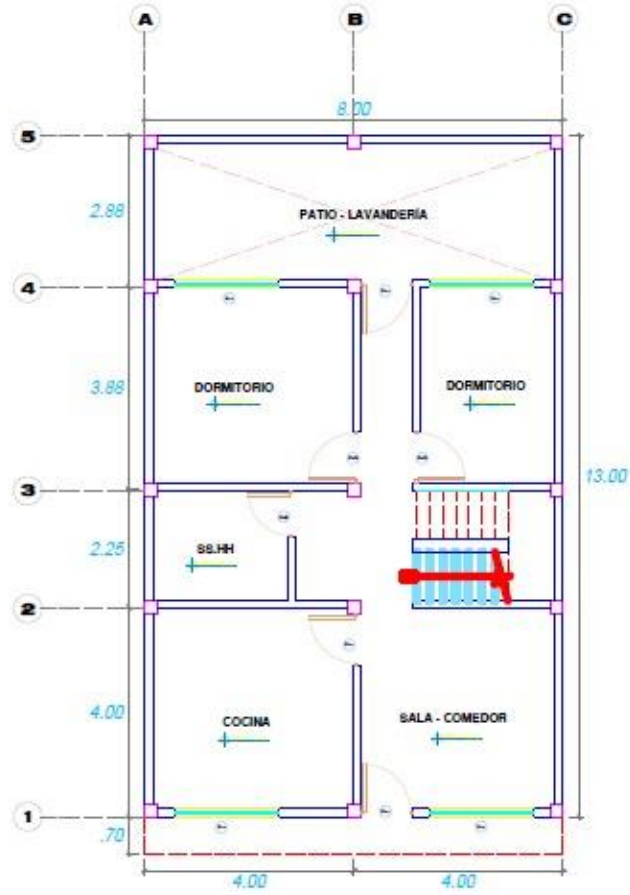 A B C
8.00
5
2.88
PATIO - LAVANDERÍA
4
3.88
DORMITORIO
DORMITORIO
13.00
3
2.25
SS.HH
2
4.00
COCINA
SALA - COMEDOR
1
.70
4.00 4.00